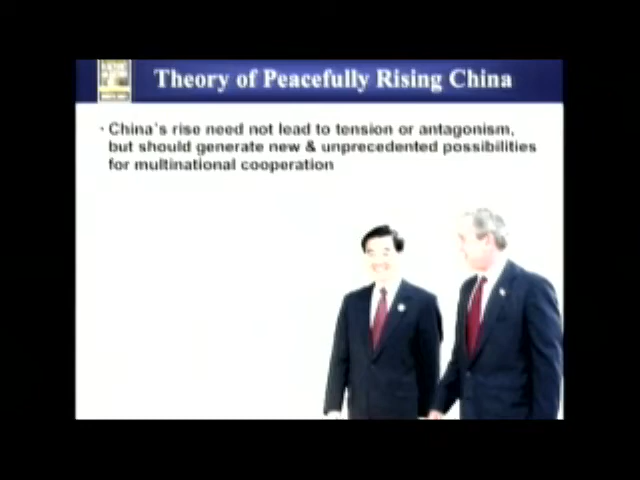 Theory of Peacefully Rising China
· China's rise need not lead to tension or antagonism,
but should generate new & unprecedented possibilities
for multinational cooperation